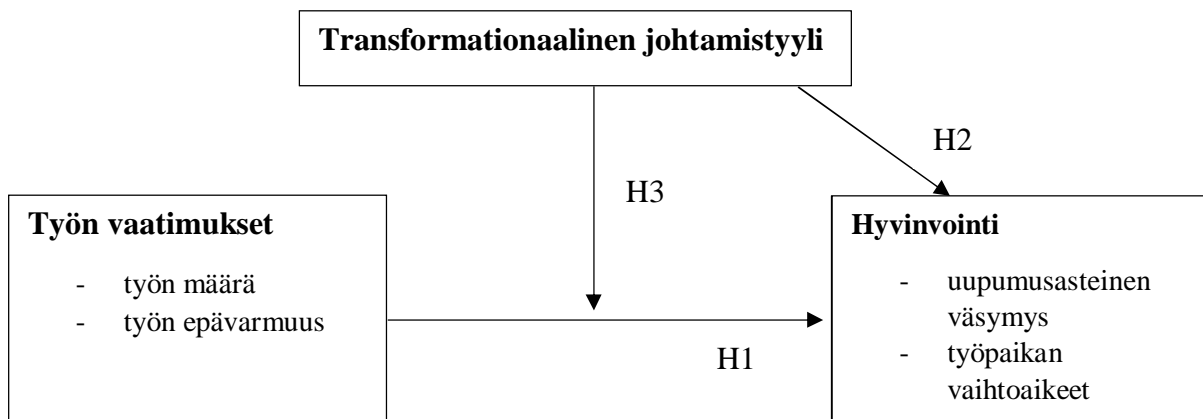 Transformationaalinen johtamistyyli
H2
H3
Työn vaatimukset
- työn määrä
- työn epävarmuus
H1
Hyvinvointi
- uupumusasteinen
väsymys
- työpaikan
vaihtoaikeet